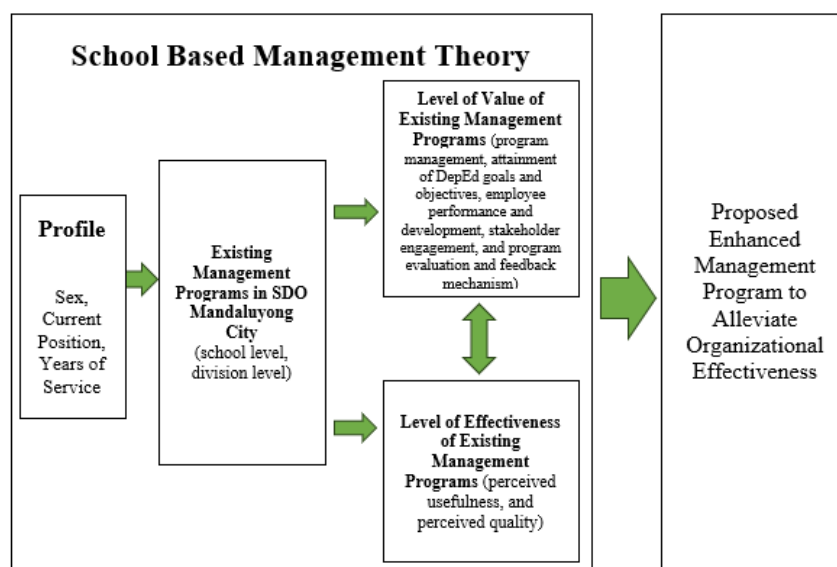 School Based Management Theory
Profile
Sex,
Current
Position,
Years of
Service
Existing
Management
Programs in SDO
Mandaluyong
City
(school level,
division level)
Level of Value of
Existing Management
Programs (program
management, attainment
of DepEd goals and
objectives, employee
performance and
development, stakeholder
engagement, and program
evaluation and feedback
mechanism)
Level of Effectiveness
of Existing
Management
Programs (perceived
usefulness, and
perceived quality)
Proposed
Enhanced
Management
Program to
Alleviate
Organizational
Effectiveness